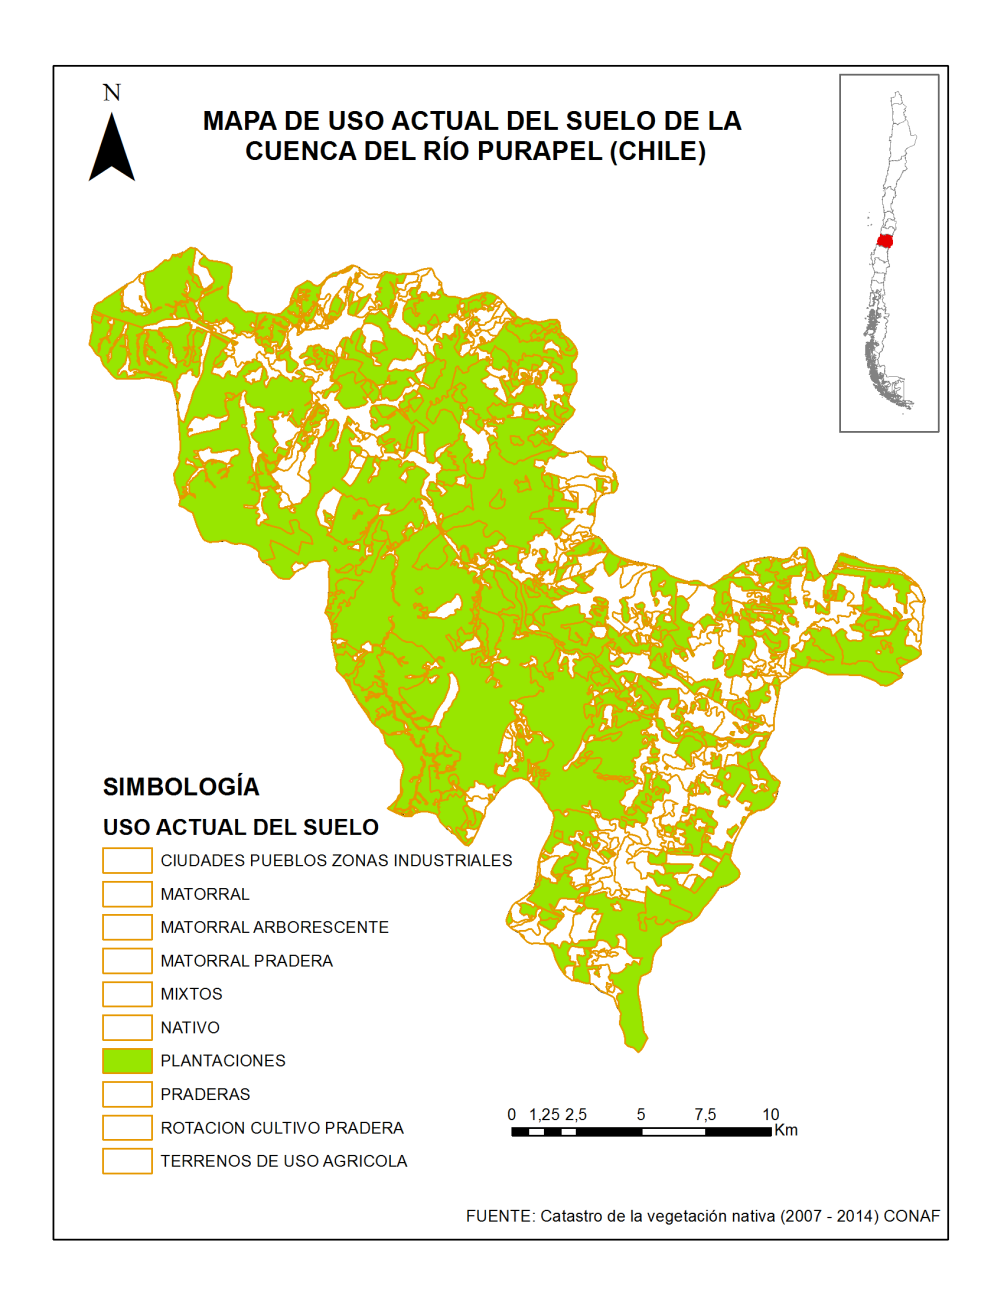 N
MAPA DE USO ACTUAL DEL SUELO DE LA
CUENCA DEL RÍO PURAPEL (CHILE)
SIMBOLOGÍA
USO ACTUAL DEL SUELO
CIUDADES PUEBLOS ZONAS INDUSTRIALES
MATORRAL
MATORRAL ARBORESCENTE
MATORRAL PRADERA
MIXTOS
NATIVO
PLANTACIONES
PRADERAS
ROTACION CULTIVO PRADERA
TERRENOS DE USO AGRICOLA
0 1,25 2,5 5 7,5 10
Km
FUENTE: Catastro de la vegetación nativa (2007 - 2014) CONAF